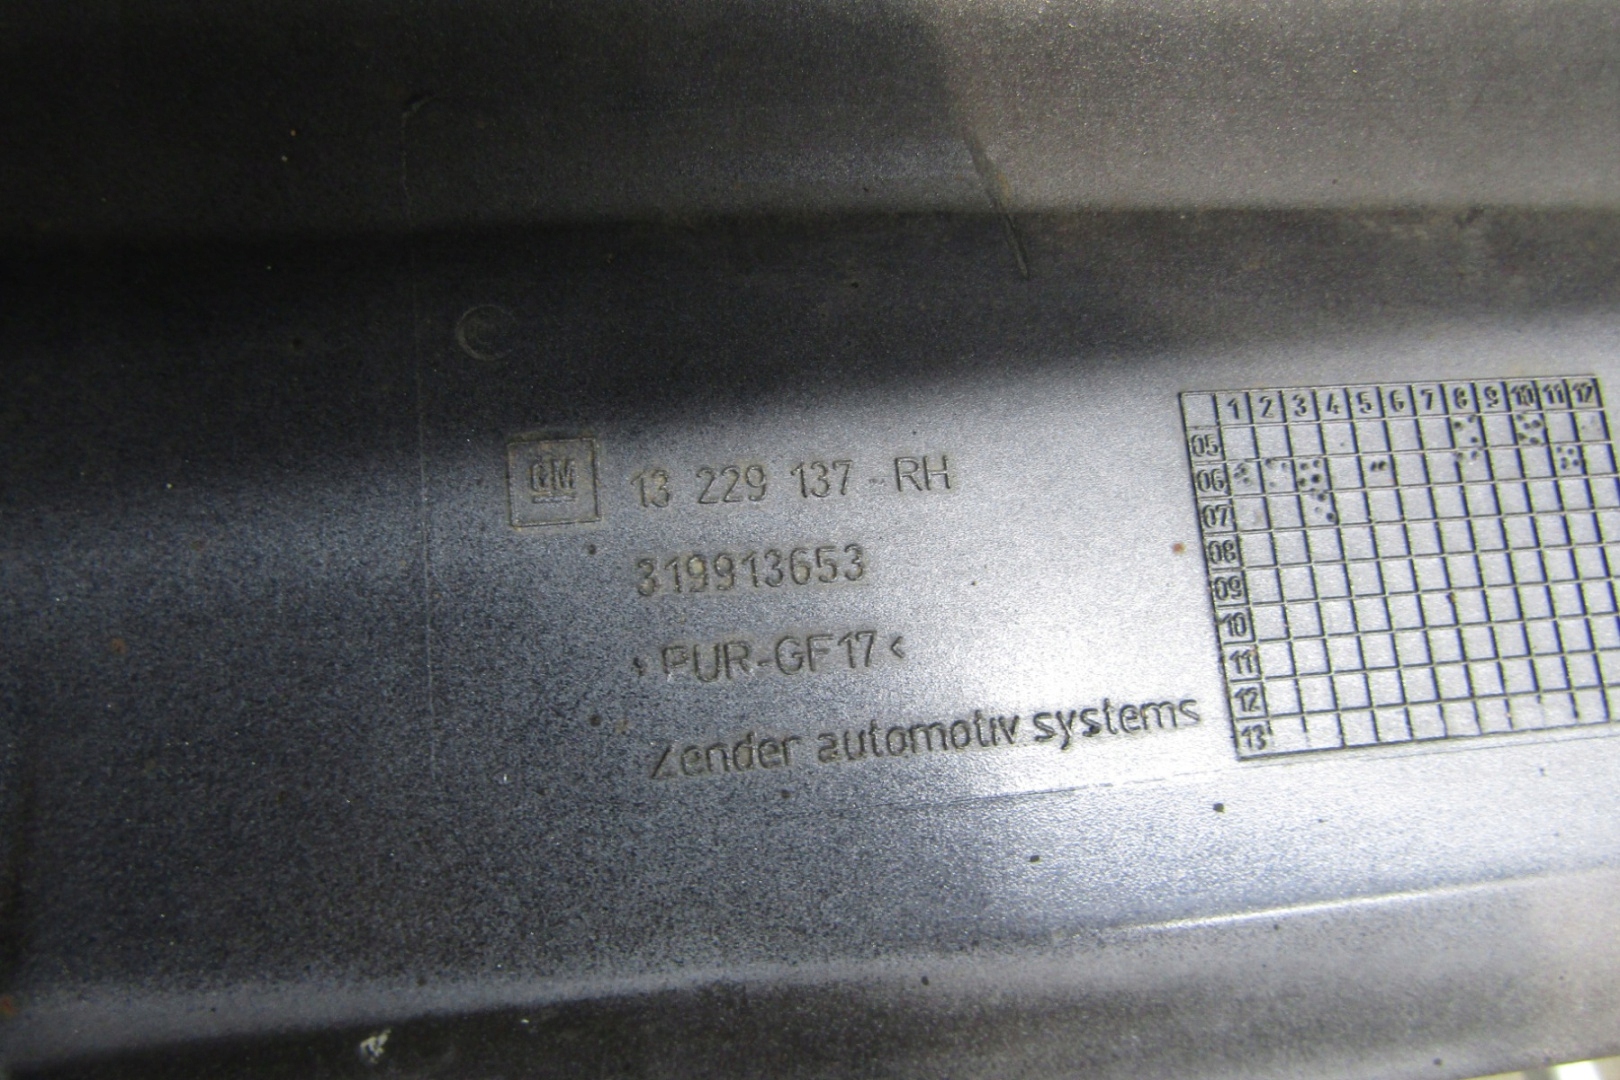 GM 13 229 137 - RH
319913653
>PUR-GF17<
Zender automotiv systems
1 2 3 4 5 6 7 8 9 10 11 12
05
06
07
08
09
10
11
12
13